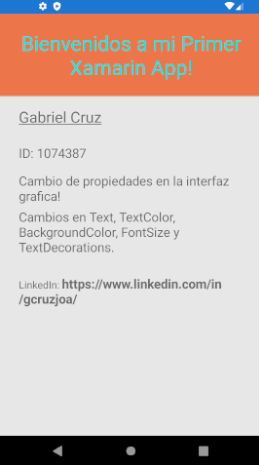 Bienvenidos a mi Primer
Xamarin App!
Gabriel Cruz
ID: 1074387
Cambio de propiedades en la interfaz
grafica!
Cambios en Text, TextColor,
BackgroundColor, FontSize y
TextDecorations.
LinkedIn: https://www.linkedin.com/in
/gcruzjoa/